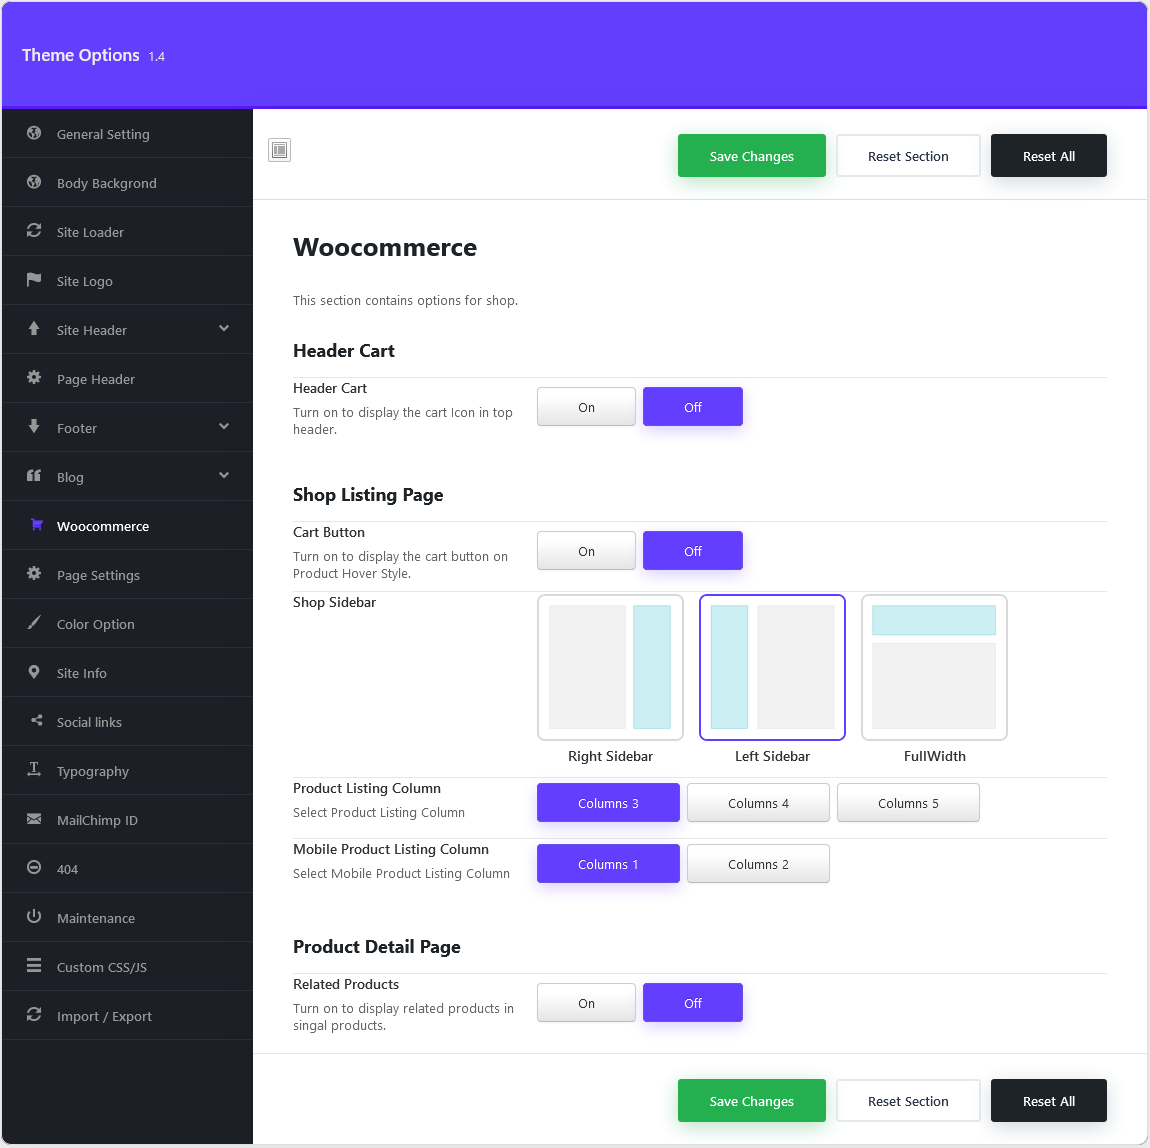 Theme Options 1.4
General Setting
Body Backgrond
Site Loader
Site Logo
Site Header
Page Header
Footer
Blog
Woocommerce
Page Settings
Color Option
Site Info
Social links
Typography
MailChimp ID
404
Maintenance
Custom CSS/JS
Import / Export
Save Changes Reset Section Reset All
Woocommerce
This section contains options for shop.
Header Cart
Header Cart
Turn on to display the cart Icon in top
header.
On Off
Shop Listing Page
Cart Button
Turn on to display the cart button on
Product Hover Style.
On Off
Shop Sidebar
Right Sidebar Left Sidebar FullWidth
Product Listing Column
Select Product Listing Column
Columns 3 Columns 4 Columns 5
Mobile Product Listing Column
Select Mobile Product Listing Column
Columns 1 Columns 2
Product Detail Page
Related Products
Turn on to display related products in
singal products.
On Off
Save Changes Reset Section Reset All